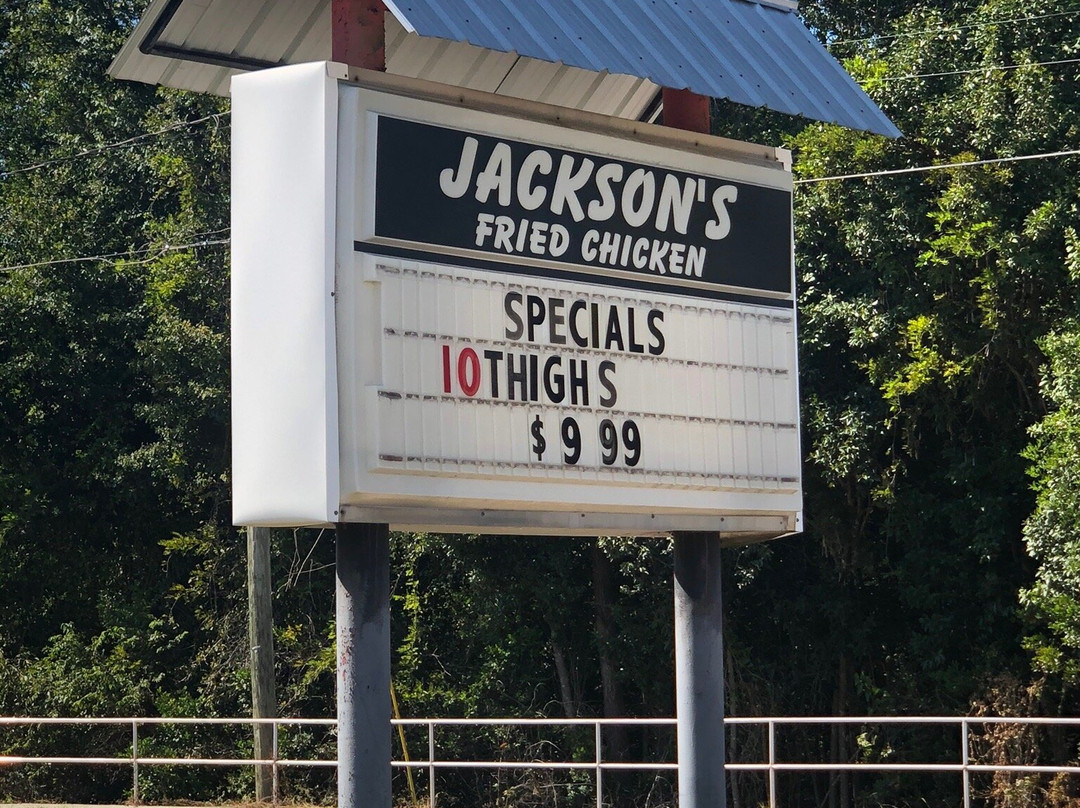 JACKSON'S
FRIED CHICKEN
SPECIALS
10 THIGHS
$9 99